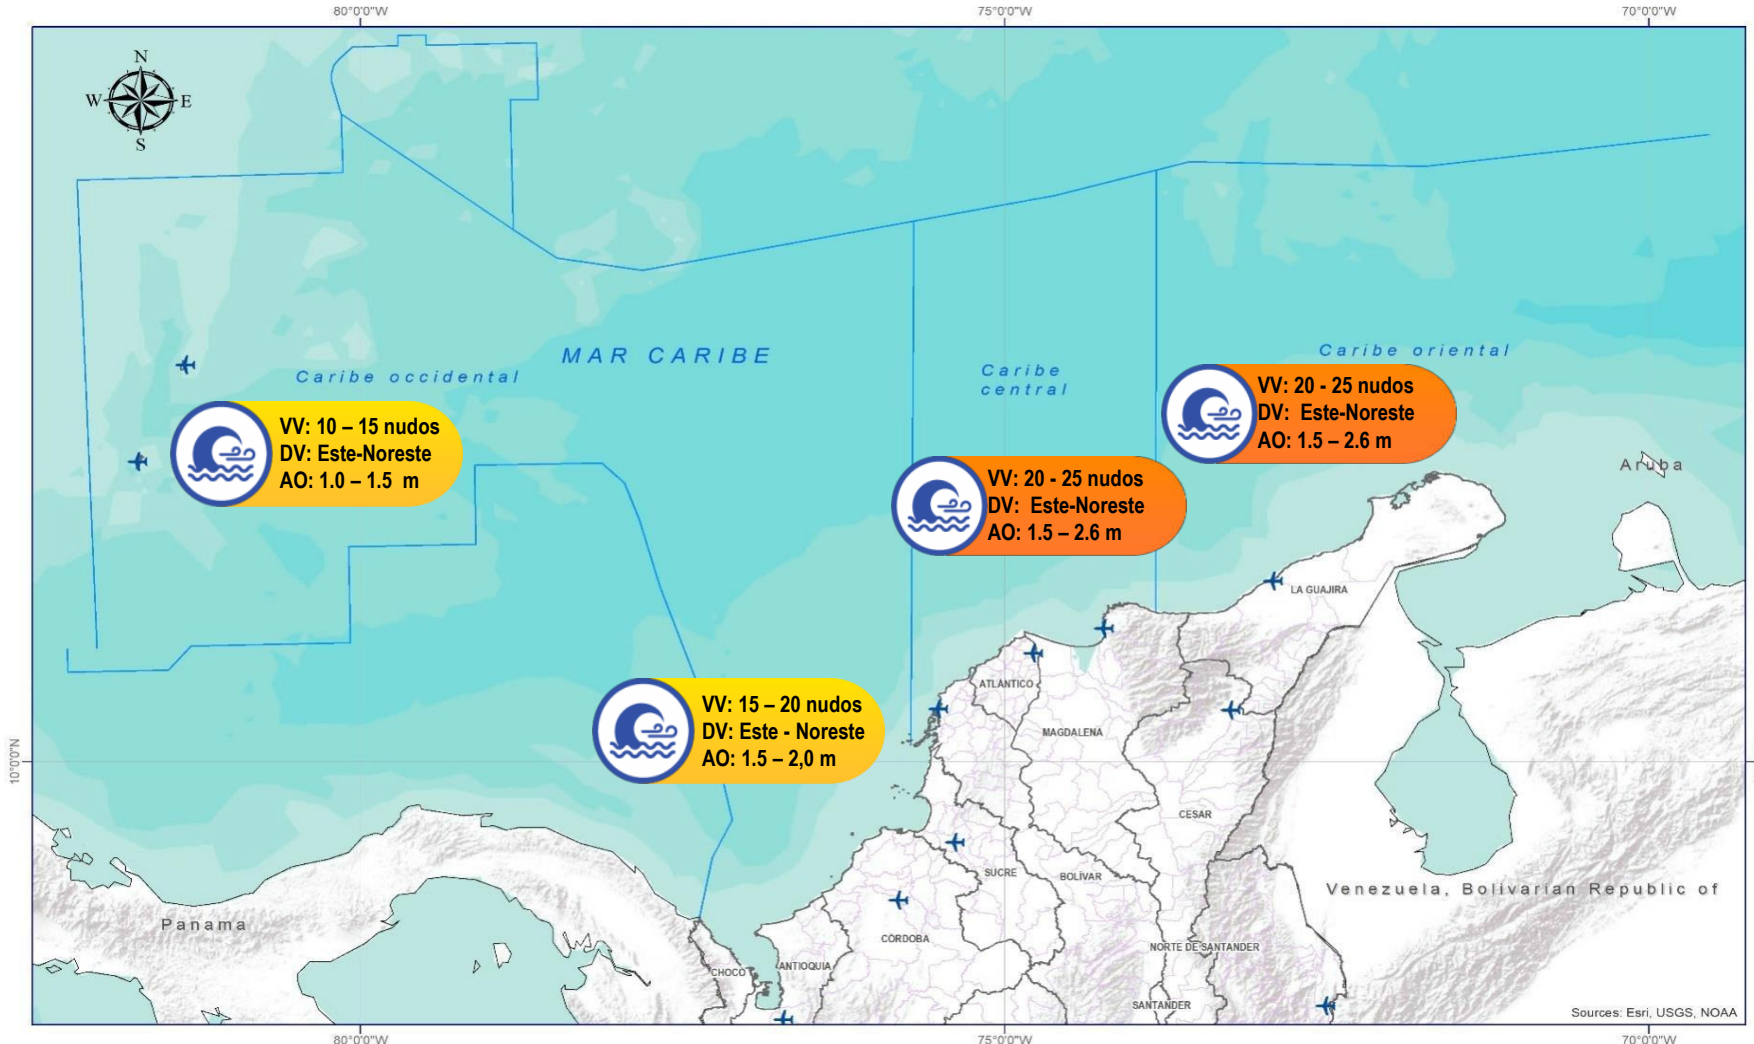 80°0'0"W
75°0'0"W
70°0'0"W
N
W
E
S
MAR CARIBE
Caribe occidental
Caribe
central
Caribe oriental
VV: 20 - 25 nudos
DV: Este-Noreste
AO: 1.5 – 2.6 m
VV: 10 – 15 nudos
DV: Este-Noreste
AO: 1.0 – 1.5 m
VV: 20 - 25 nudos
DV: Este-Noreste
AO: 1.5 – 2.6 m
Aruba
LA GUAJIRA
ATLÁNTICO
VV: 15 – 20 nudos
DV: Este - Noreste
AO: 1.5 – 2,0 m
MAGDALENA
10°0'0"N
CESAR
SUCRE
BOLÍVAR
Venezuela, Bolivarian Republic of
Panama
CÓRDOBA
NORTE DE SANTANDER
CHOCÓ
ANTIOQUIA
SANTANDER
Sources: Esri, USGS, NOAA
80°0'0"W
75°0'0"W
70°0'0"W